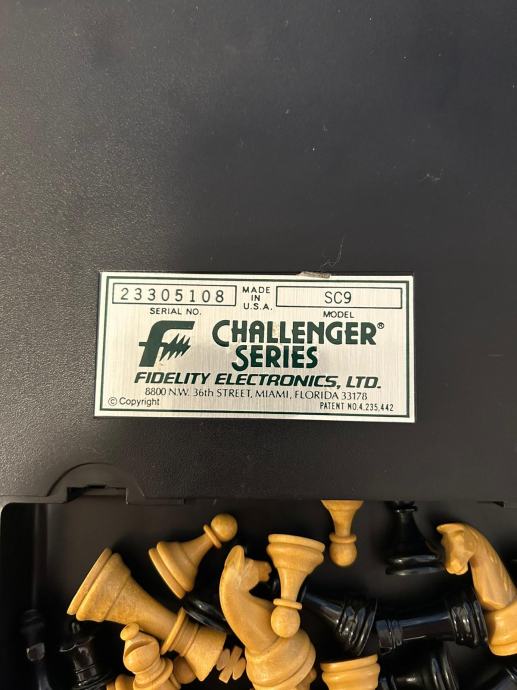 23305108 MADE IN U.S.A. SC9
SERIAL NO. MODEL
CHALLENGER®
SERIES
FIDELITY ELECTRONICS, LTD.
8800 N.W. 36th STREET, MIAMI, FLORIDA 33178
© Copyright PATENT NO. 4,235,442